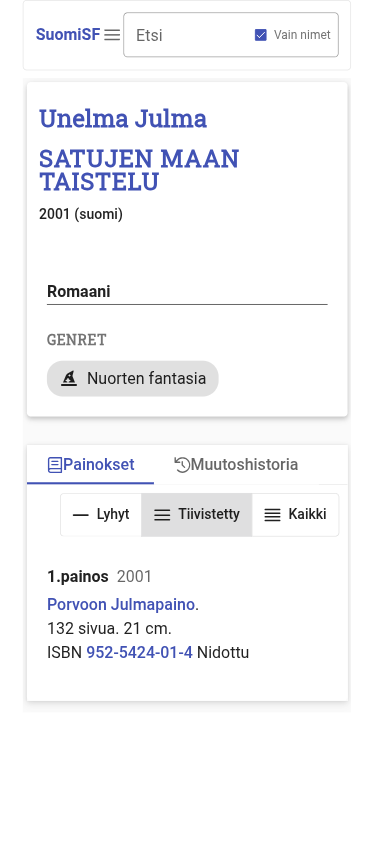 SuomiSF
Etsi
Vain nimet
Unelma Julma
SATUJEN MAAN
TAISTELU
2001 (suomi)
Romaani
GENRET
Nuorten fantasia
Painokset
Muutoshistoria
Lyhyt
Tiivistetty
Kaikki
1.painos 2001
Porvoon Julmapaino.
132 sivua. 21 cm.
ISBN 952-5424-01-4 Nidottu